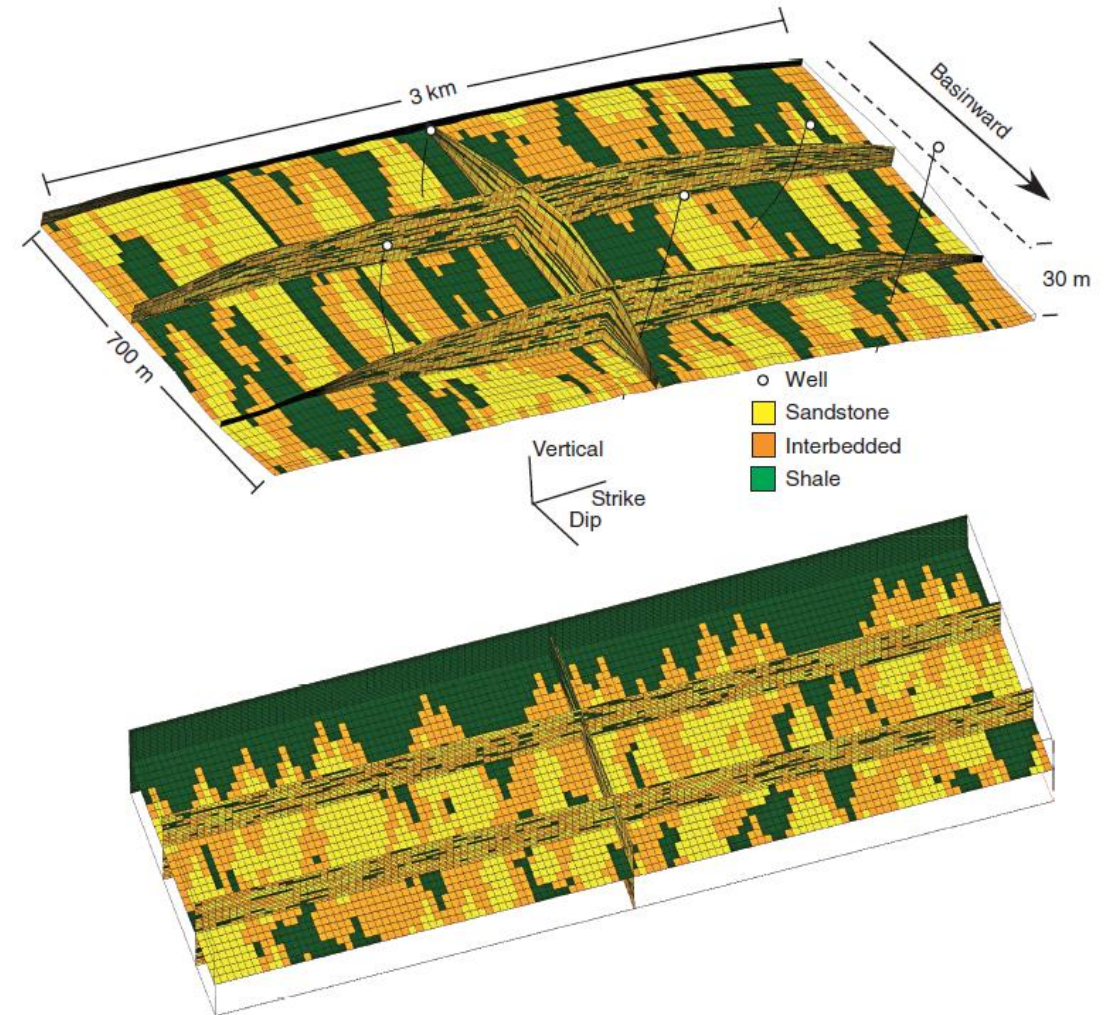 3 km
Basinward
30 m
700 m
Well
Sandstone
Interbedded
Shale
Vertical
Strike
Dip